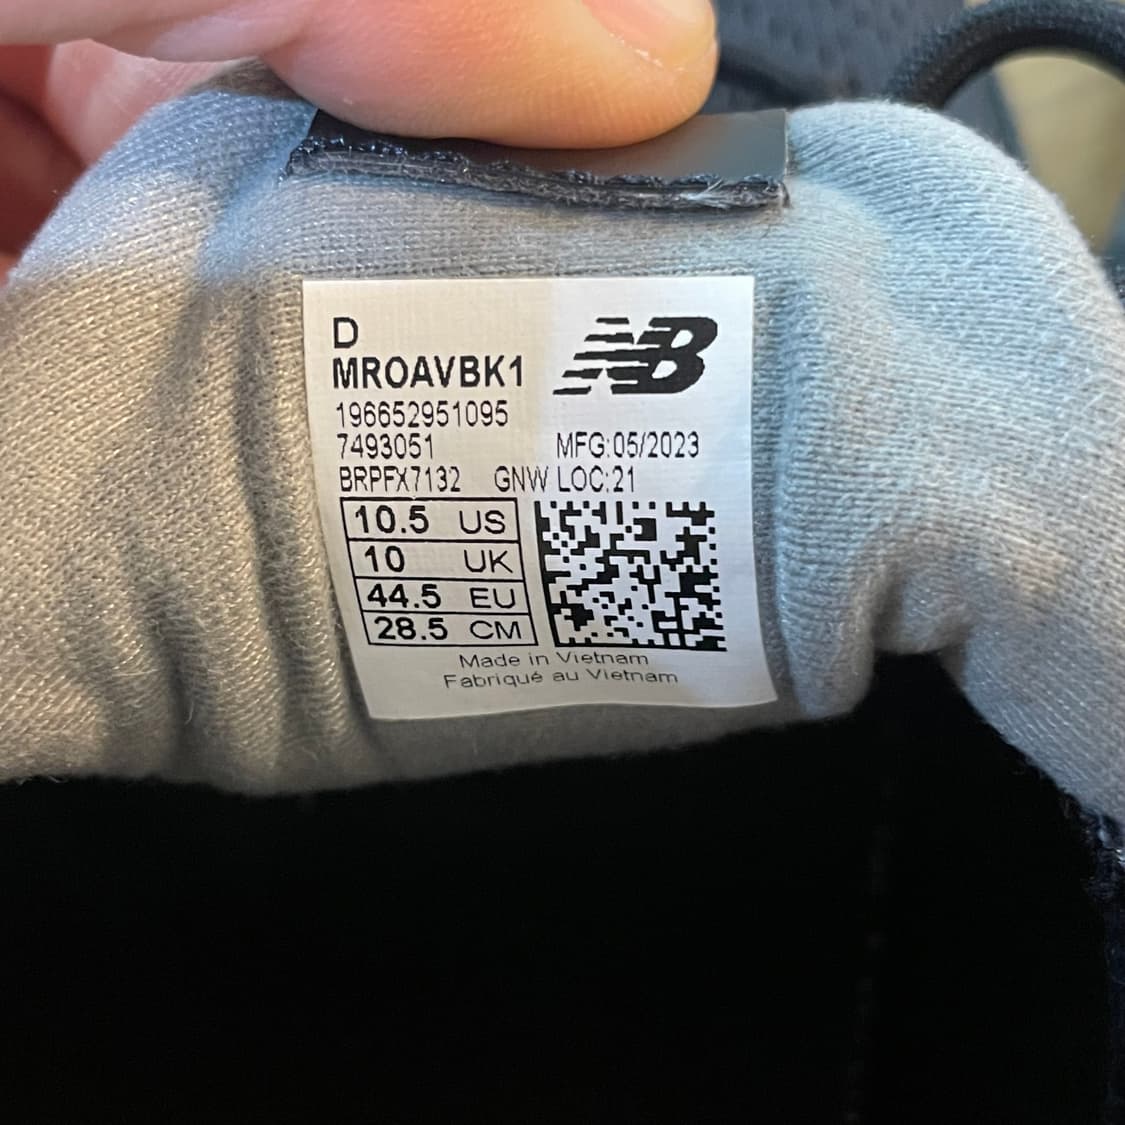 D
NB
MROAVBK1
196652951095
7493051 MFG:05/2023
BRPFX7132 GNW LOC:21
10.5 US
10 UK
44.5 EU
28.5 CM
Made in Vietnam
Fabriqué au Vietnam